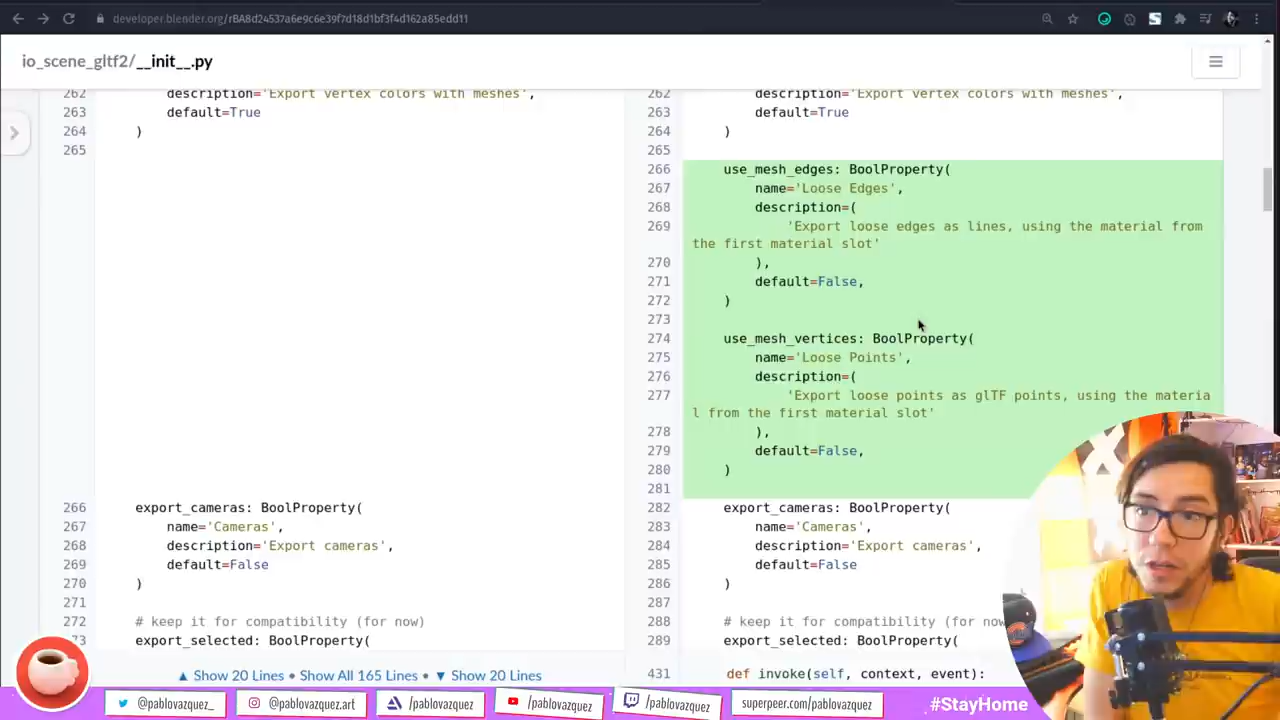 developer.blender.org/rBA8d24537a6e9c6e39f7d18d1bf3f4d162a85edd11
io_scene_gltf2/__init__.py
262 description='Export vertex colors with meshes',
263 default=True
264 )
265
262 description='Export vertex colors with meshes',
263 default=True
264 )
265
266 use_mesh_edges: BoolProperty(
267 name='Loose Edges',
268 description=(
269 'Export loose edges as lines, using the material from
the first material slot'
270 ),
271 default=False,
272 )
273
274 use_mesh_vertices: BoolProperty(
275 name='Loose Points',
276 description=(
277 'Export loose points as glTF points, using the materia
l from the first material slot'
278 ),
279 default=False,
280 )
281
266 export_cameras: BoolProperty(
267 name='Cameras',
268 description='Export cameras',
269 default=False
270 )
271
272 # keep it for compatibility (for now)
73 export_selected: BoolProperty(
282 export_cameras: BoolProperty(
283 name='Cameras',
284 description='Export cameras',
285 default=False
286 )
287
288 # keep it for compatibility (for now
289 export_selected: BoolProperty(
▲ Show 20 Lines • Show All 165 Lines • ▼ Show 20 Lines
431 def invoke(self, context, event):
@pablovazquez_
@pablovazquez.art
/pablovazquez
/pablovazquez
/pablovazquez
superpeer.com/pablovazquez
#StayHome